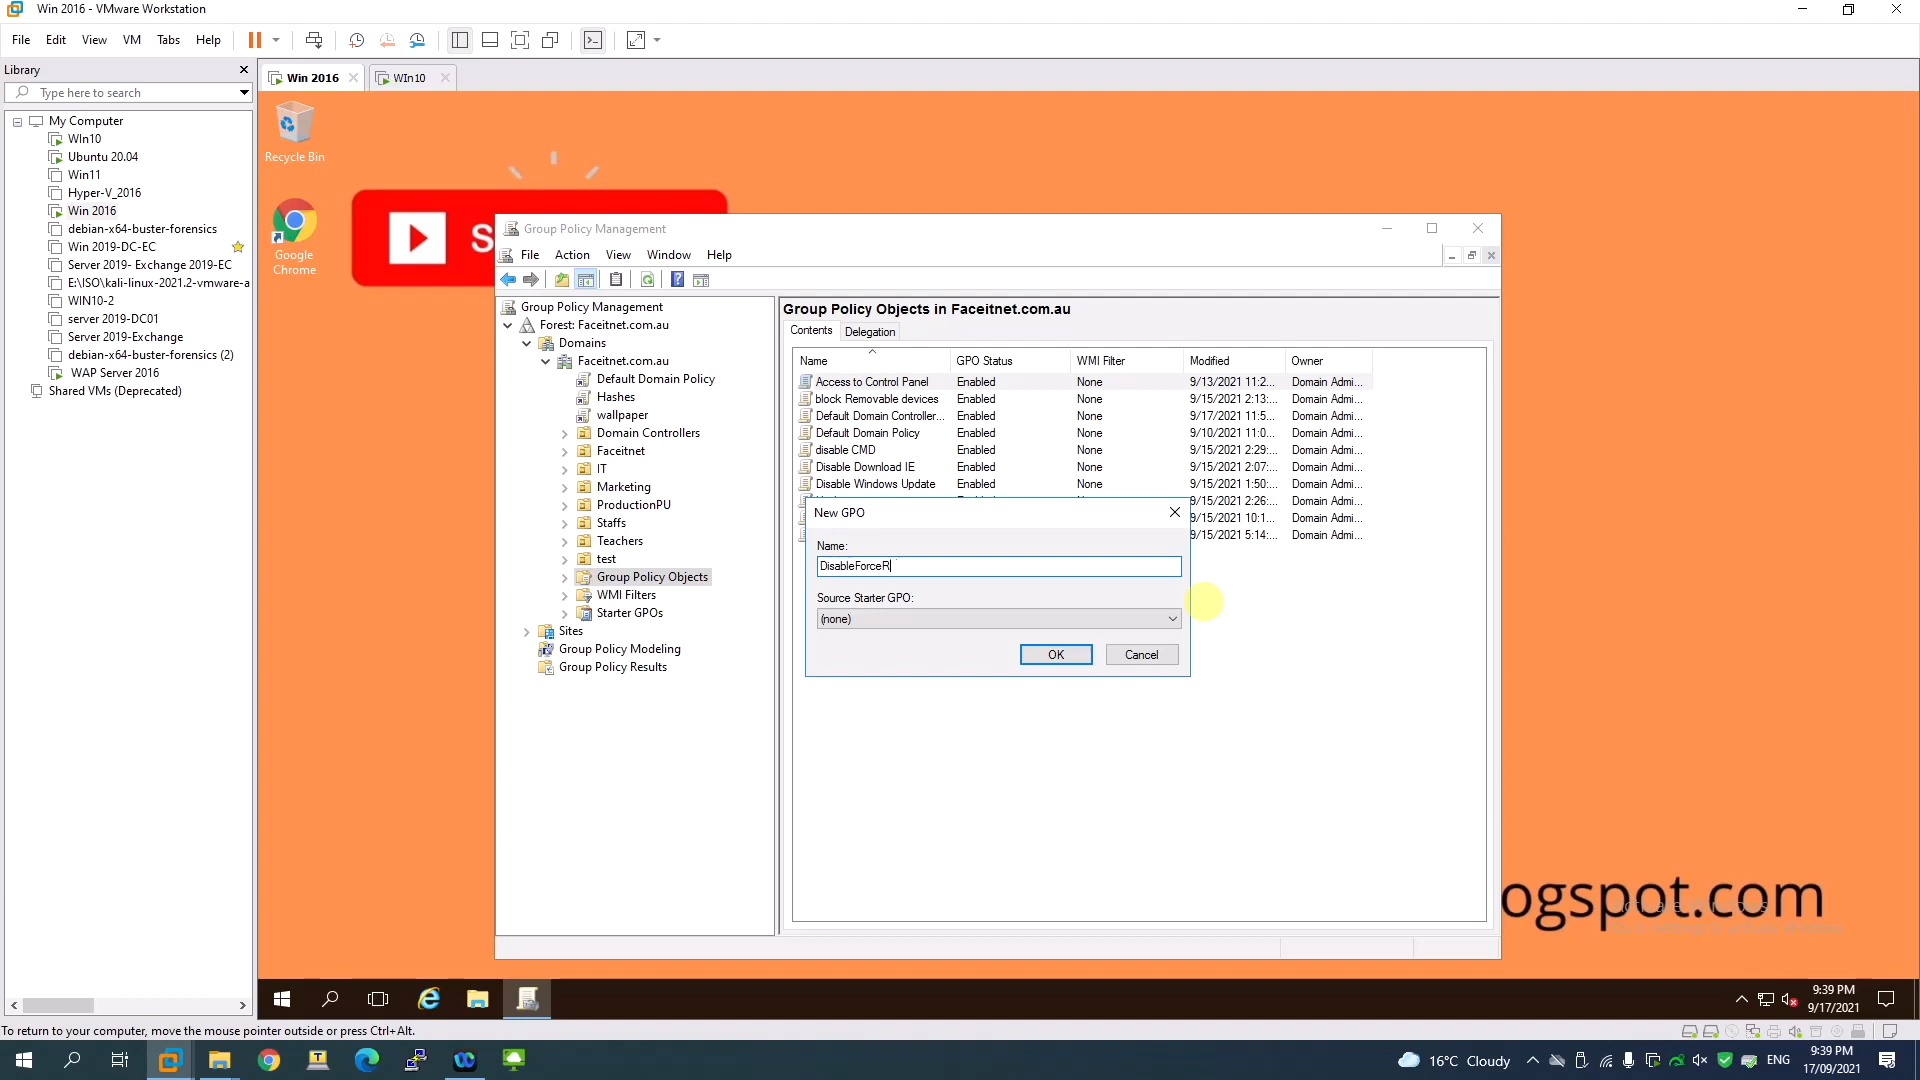 Win 2016 - VMware Workstation
File Edit View VM Tabs Help
Library
Type here to search
My Computer
WIn10
Ubuntu 20.04
Win11
Hyper-V_2016
Win 2016
debian-x64-buster-forensics
Win 2019-DC-EC
Server 2019- Exchange 2019-EC
E:\ISO\kali-linux-2021.2-vmware-a
WIN10-2
server 2019-DC01
Server 2019-Exchange
debian-x64-buster-forensics (2)
WAP Server 2016
Shared VMs (Deprecated)
Win 2016
WIn10
Recycle Bin
Google
Chrome
S
Group Policy Management
File Action View Window Help
Group Policy Management
Forest: Faceitnet.com.au
Domains
Faceitnet.com.au
Default Domain Policy
Hashes
wallpaper
Domain Controllers
Faceitnet
IT
Marketing
ProductionPU
Staffs
Teachers
test
Group Policy Objects
WMI Filters
Starter GPOs
Sites
Group Policy Modeling
Group Policy Results
Group Policy Objects in Faceitnet.com.au
Contents Delegation
Name GPO Status WMI Filter Modified Owner
Access to Control Panel Enabled None 9/13/2021 11:2... Domain Admi...
block Removable devices Enabled None 9/15/2021 2:13:... Domain Admi...
Default Domain Controller... Enabled None 9/17/2021 11:5... Domain Admi...
Default Domain Policy Enabled None 9/10/2021 11:0... Domain Admi...
disable CMD Enabled None 9/15/2021 2:29:... Domain Admi...
Disable Download IE Enabled None 9/15/2021 2:07:... Domain Admi...
Disable Windows Update Enabled None 9/15/2021 1:50:... Domain Admi...
9/15/2021 2:26:... Domain Admi...
9/15/2021 10:1... Domain Admi...
9/15/2021 5:14:... Domain Admi...
New GPO
Name:
DisableForceR
Source Starter GPO:
(none)
OK Cancel
ogspot.com
9:39 PM
9/17/2021
To return to your computer, move the mouse pointer outside or press Ctrl+Alt.
16°C Cloudy
ENG
9:39 PM
17/09/2021